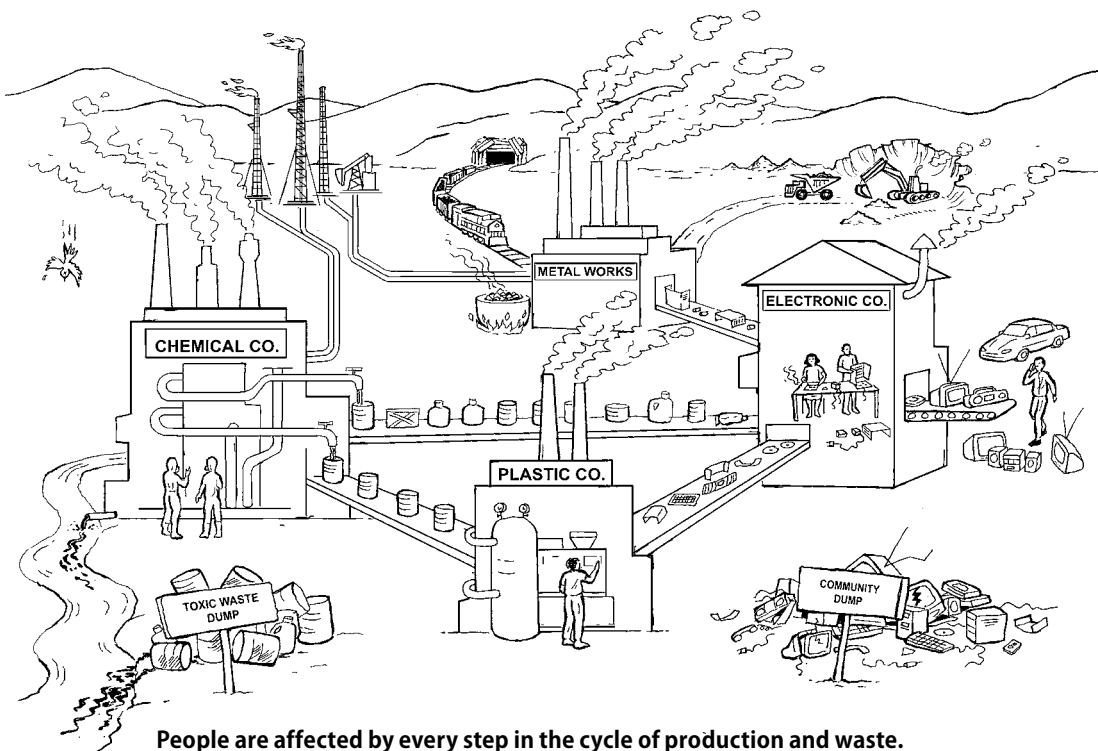 METAL WORKS
ELECTRONIC CO.
CHEMICAL CO.
PLASTIC CO.
TOXIC WASTE
DUMP
COMMUNITY
DUMP
People are affected by every step in the cycle of production and waste.